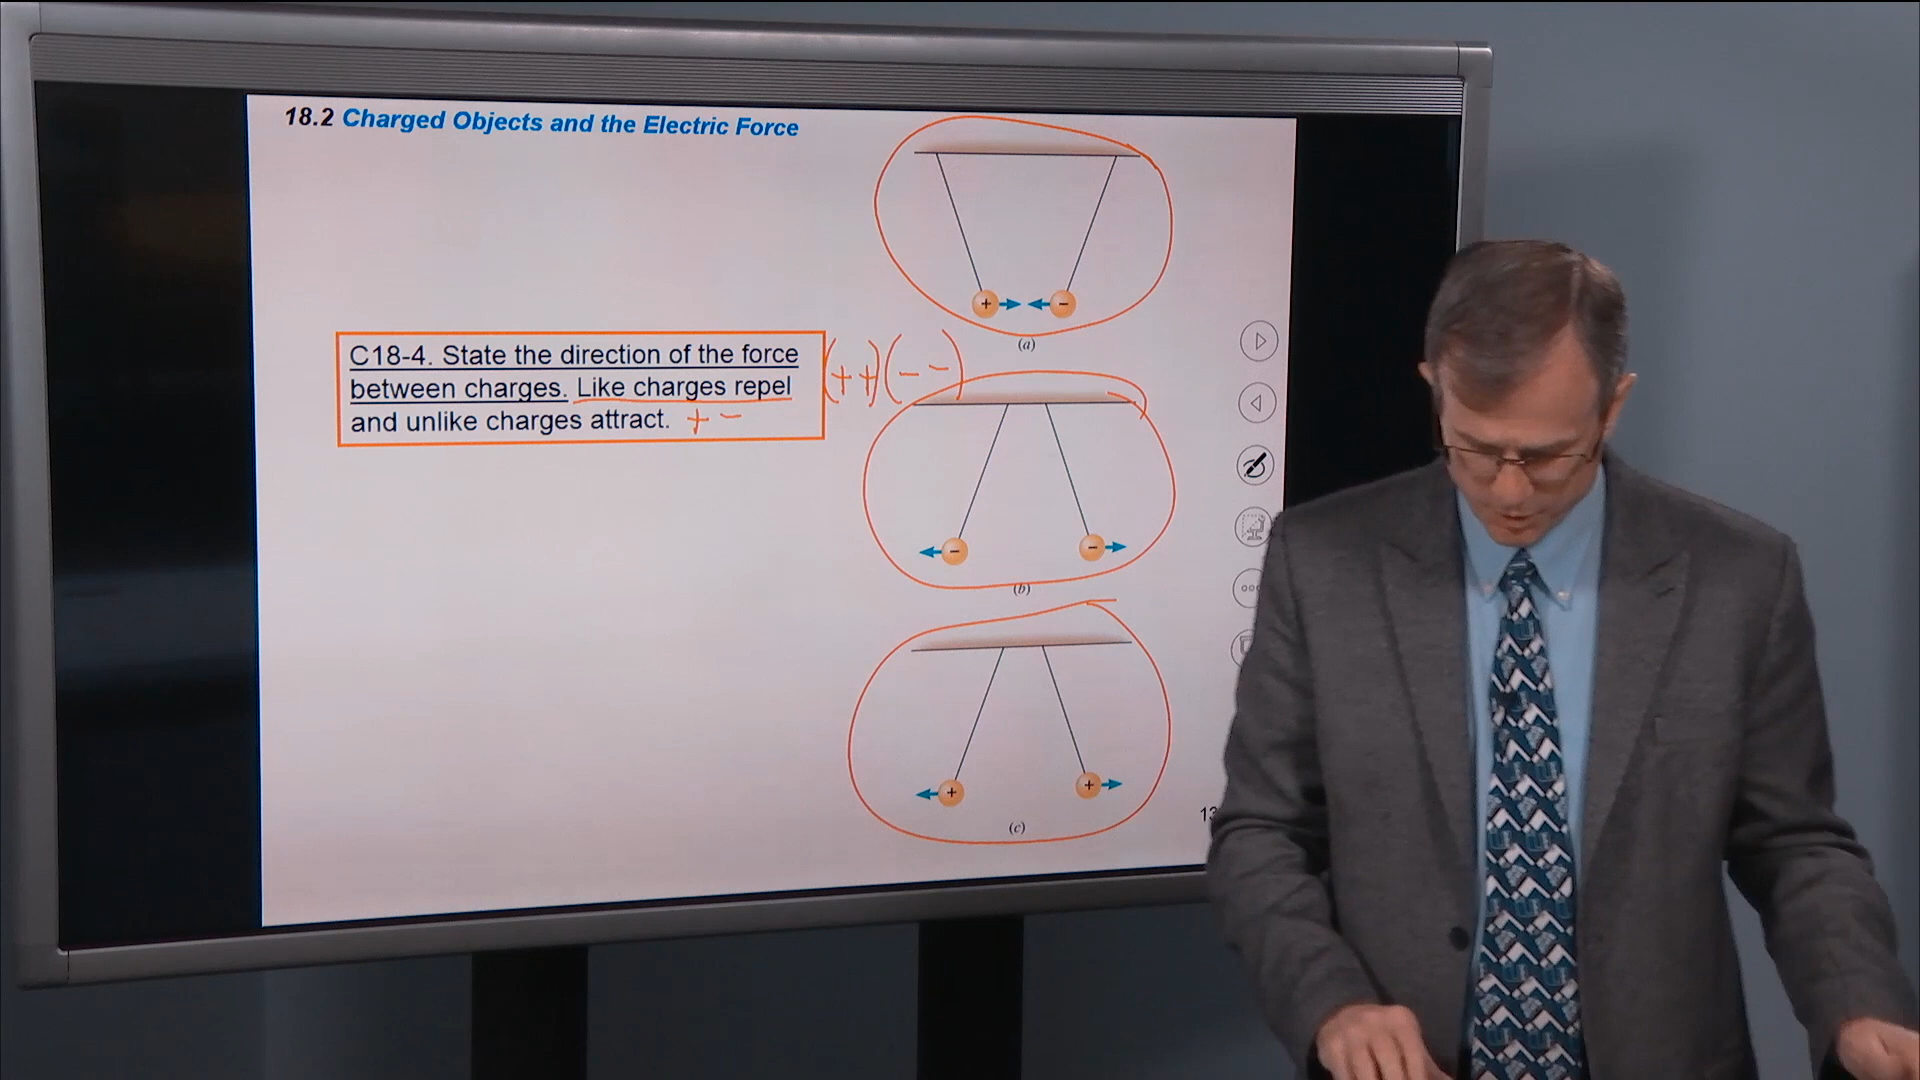 18.2 Charged Objects and the Electric Force
+ -
(a)
C18-4. State the direction of the force
between charges. Like charges repel
and unlike charges attract. + -
(++) (- -)
- -
(b)
+ +
(c)